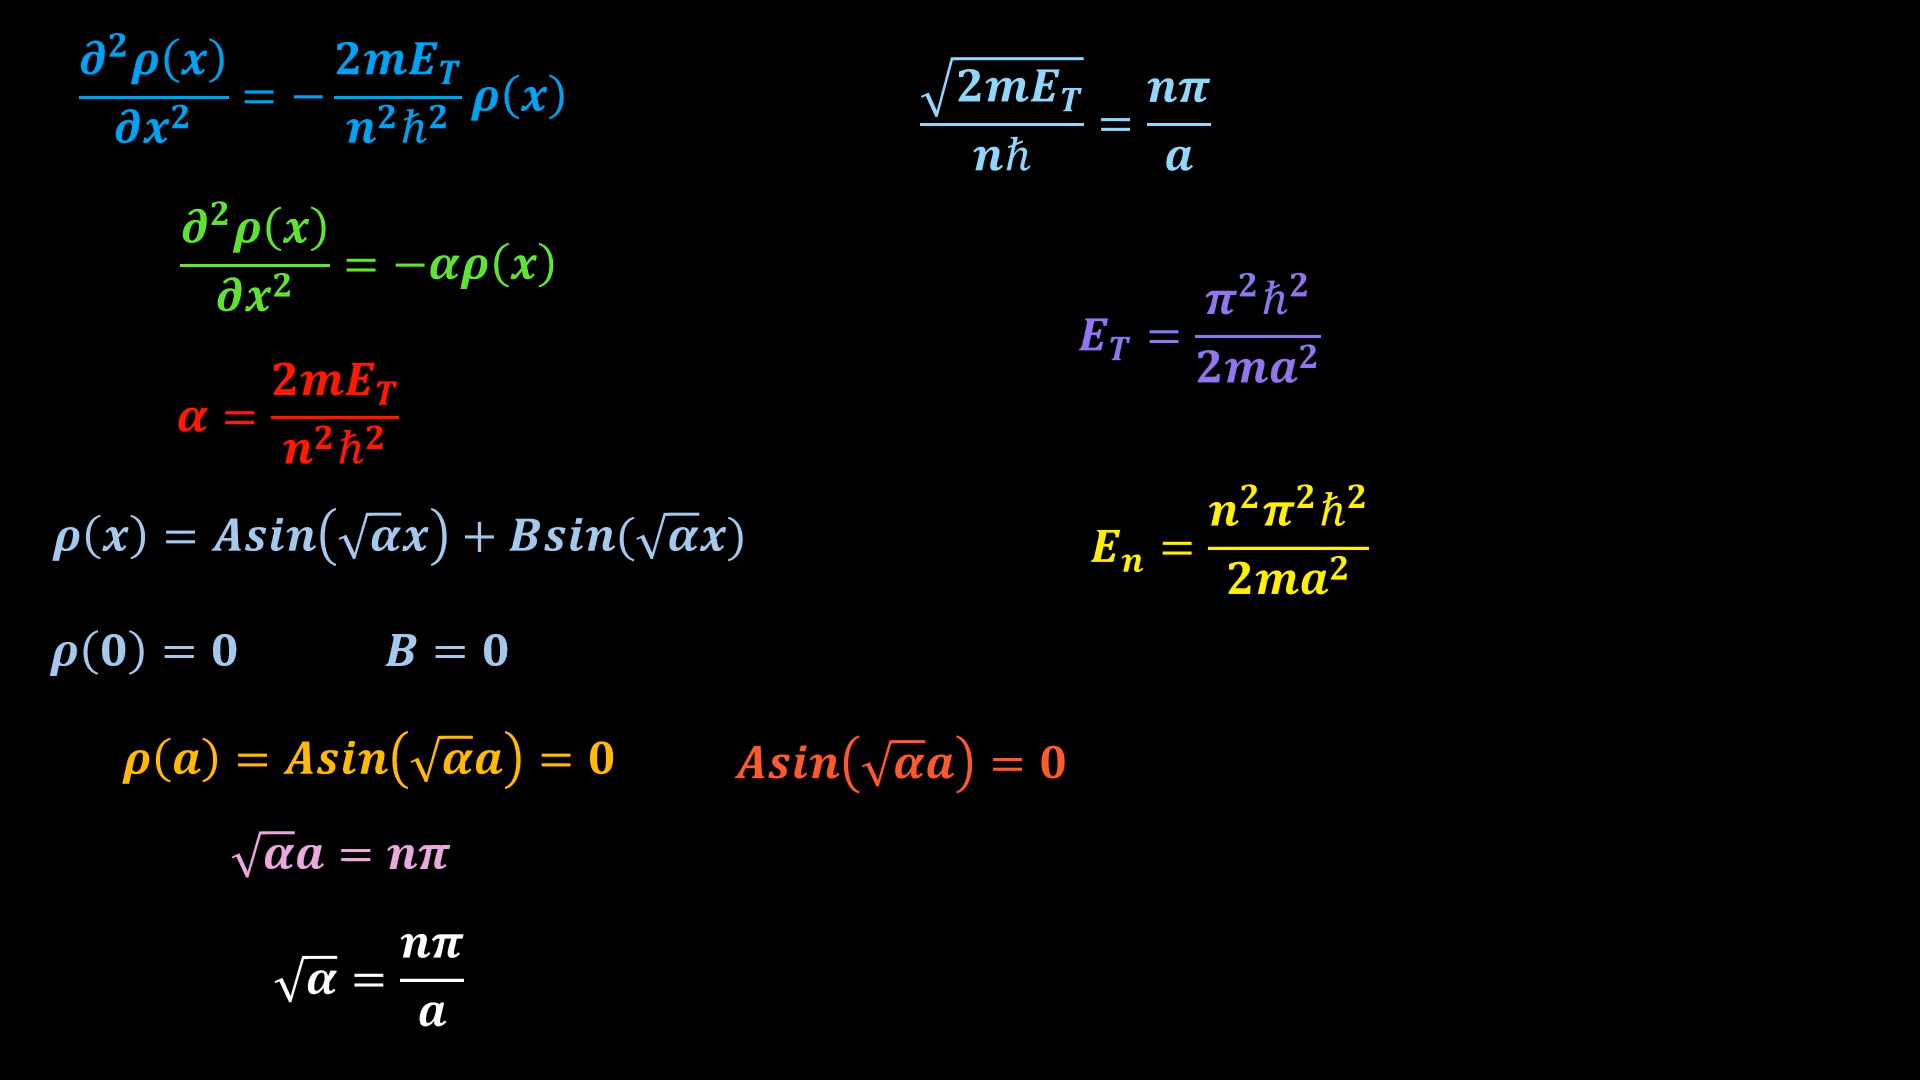 ∂²ρ(x)/∂x² = −2mE_T/n²ℏ² ρ(x)
∂²ρ(x)/∂x² = −αρ(x)
α = 2mE_T/n²ℏ²
ρ(x) = Asin(√αx) + Bsin(√αx)
ρ(0) = 0 B = 0
ρ(a) = Asin(√αa) = 0 Asin(√αa) = 0
√αa = nπ
√α = nπ/a
√2mE_T/nℏ = nπ/a
E_T = π²ℏ²/2ma²
E_n = n²π²ℏ²/2ma²